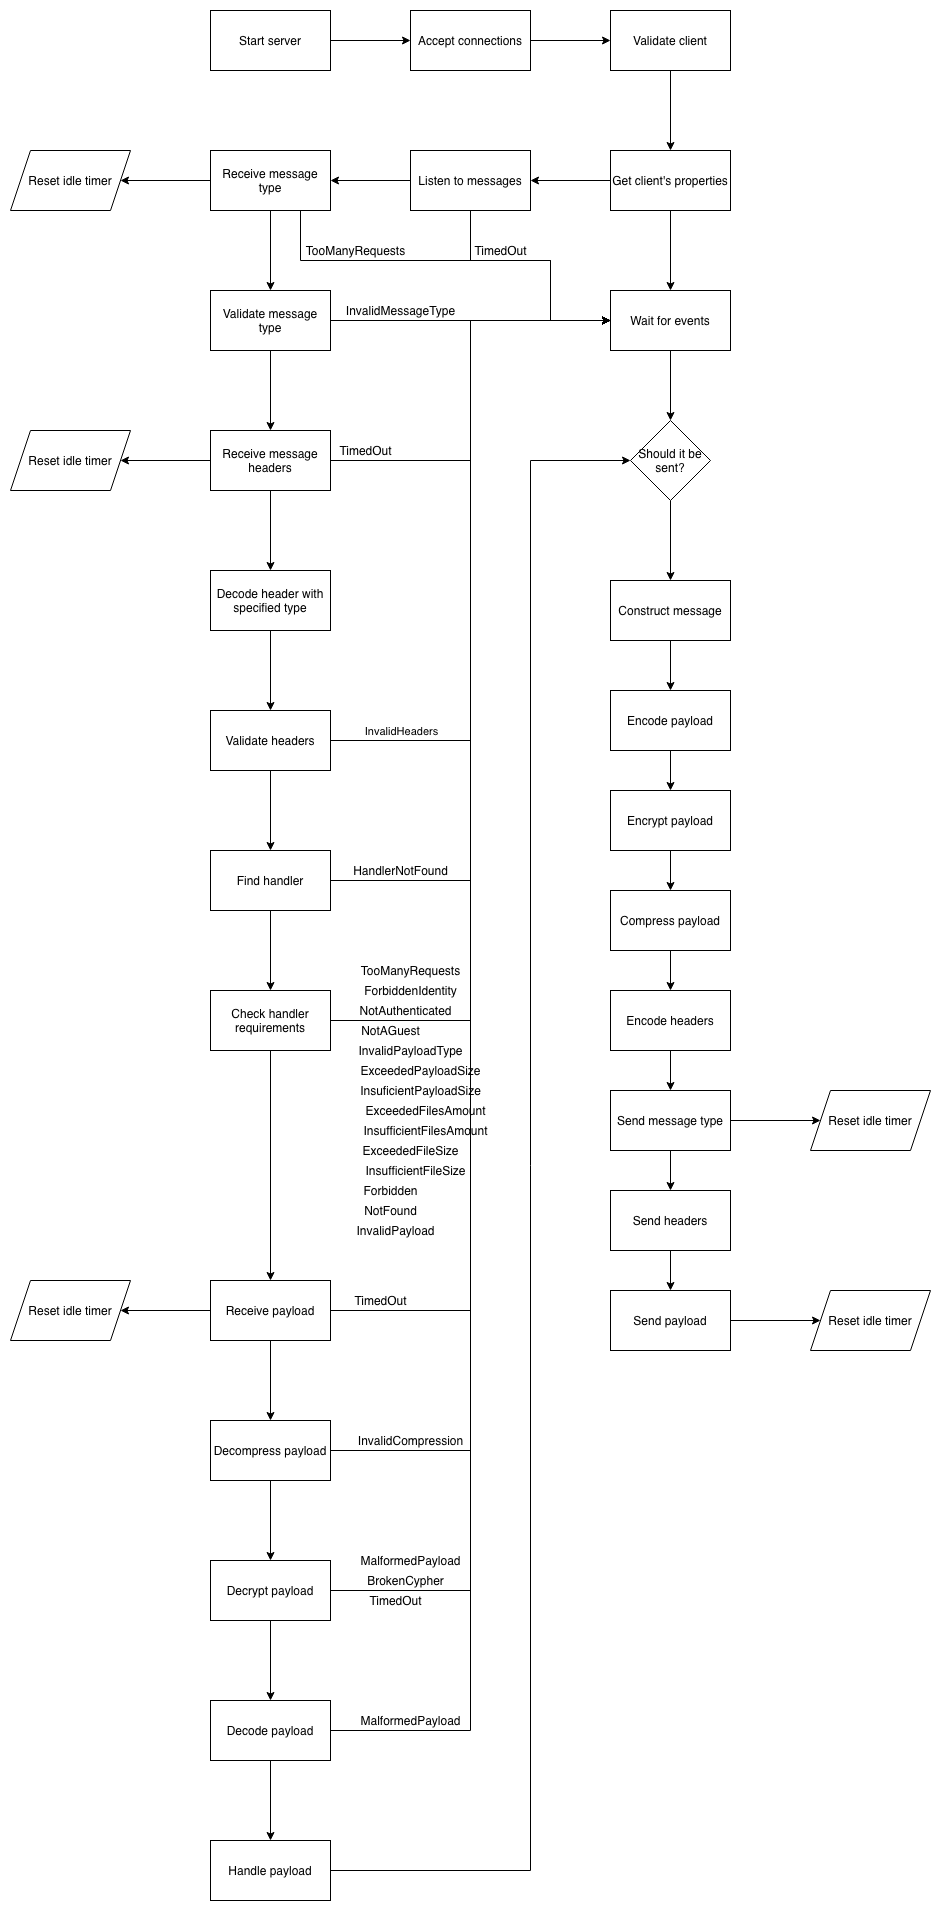 Start server
Accept connections
Validate client
Reset idle timer
Receive message
type
Listen to messages
Get client's properties
TooManyRequests
TimedOut
Validate message
type
InvalidMessageType
Wait for events
Reset idle timer
Receive message
headers
TimedOut
Should it be
sent?
Decode header with
specified type
Construct message
Validate headers
InvalidHeaders
Encode payload
Encrypt payload
Find handler
HandlerNotFound
Compress payload
Check handler
requirements
TooManyRequests
ForbiddenIdentity
NotAuthenticated
NotAGuest
InvalidPayloadType
ExceededPayloadSize
InsuficientPayloadSize
ExceededFilesAmount
InsufficientFilesAmount
ExceededFileSize
InsufficientFileSize
Forbidden
NotFound
InvalidPayload
Encode headers
Send message type
Reset idle timer
Send headers
Reset idle timer
Receive payload
TimedOut
Send payload
Reset idle timer
Decompress payload
InvalidCompression
Decrypt payload
MalformedPayload
BrokenCypher
TimedOut
Decode payload
MalformedPayload
Handle payload